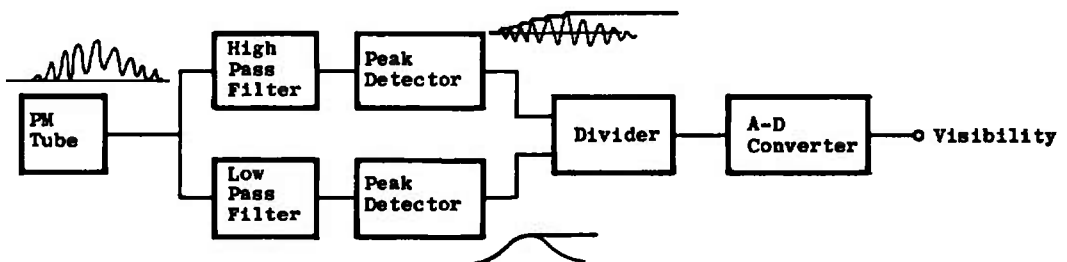 High
Pass
Filter
Peak
Detector
PM
Tube
Divider
A-D
Converter
Visibility
Low
Pass
Filter
Peak
Detector